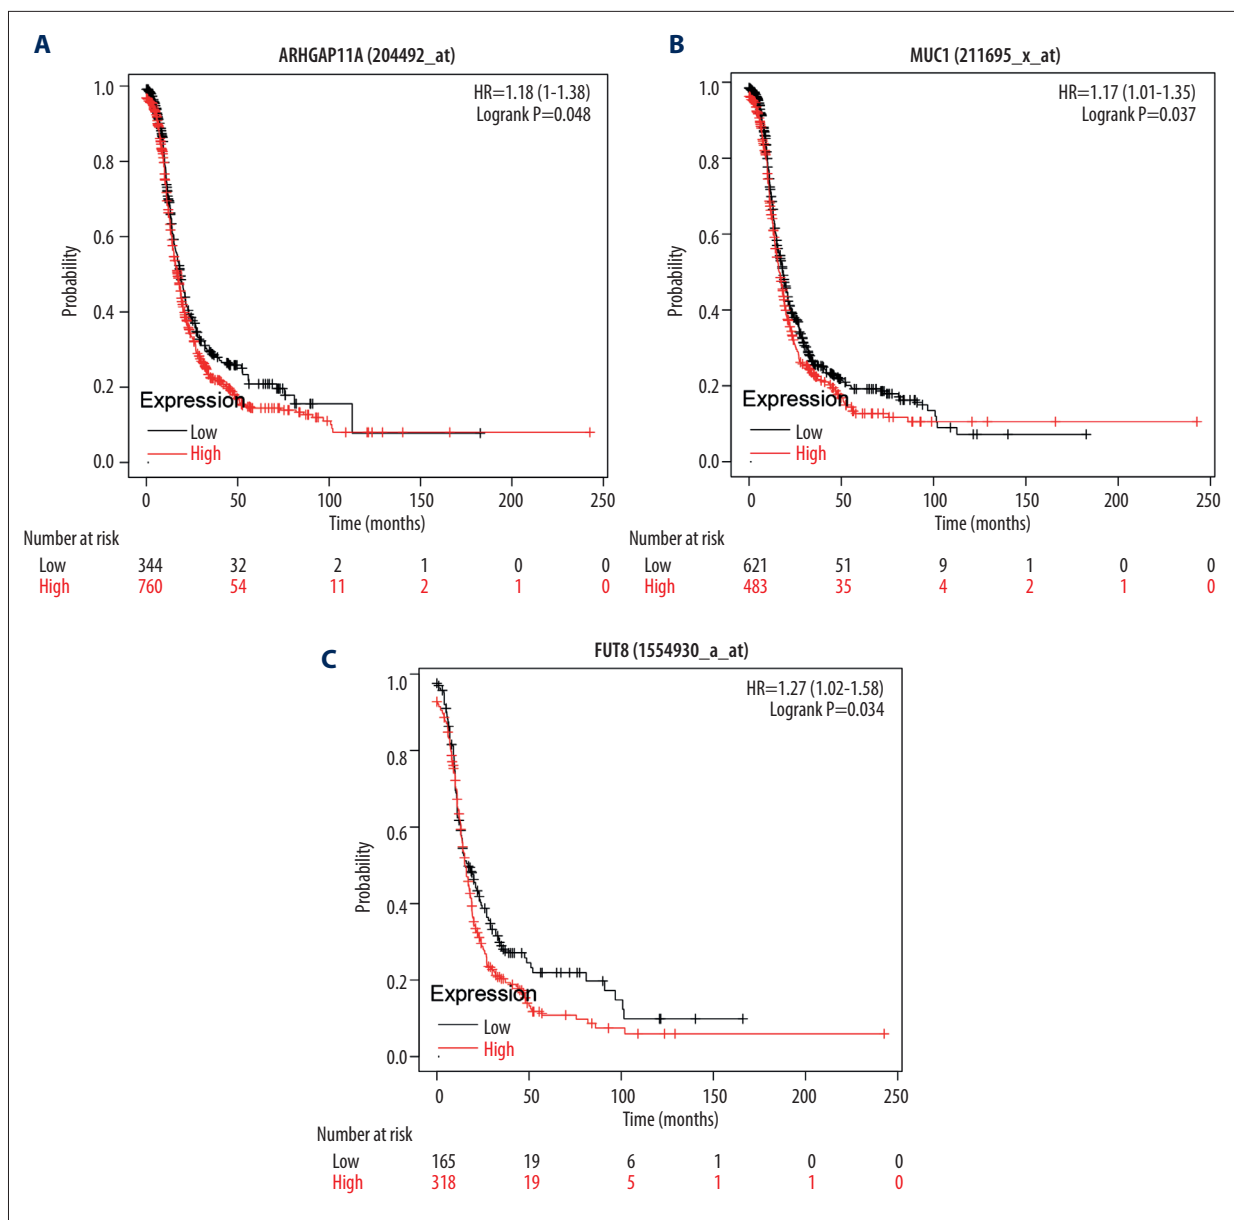 A
ARHGAP11A (204492_at)
HR=1.18 (1-1.38)
Logrank P=0.048
1.0
0.8
0.6
0.4
0.2
0.0
Probability
Expression
Low
High
0 50 100 150 200 250
Time (months)
Number at risk
Low 344 32 2 1 0 0
High 760 54 11 2 1 0
B
MUC1 (211695_x_at)
HR=1.17 (1.01-1.35)
Logrank P=0.037
1.0
0.8
0.6
0.4
0.2
0.0
Probability
Expression
Low
High
0 50 100 150 200 250
Time (months)
Number at risk
Low 621 51 9 1 0 0
High 483 35 4 2 1 0
C
FUT8 (1554930_a_at)
HR=1.27 (1.02-1.58)
Logrank P=0.034
1.0
0.8
0.6
0.4
0.2
0.0
Probability
Expression
Low
High
0 50 100 150 200 250
Time (months)
Number at risk
Low 165 19 6 1 0 0
High 318 19 5 1 1 0